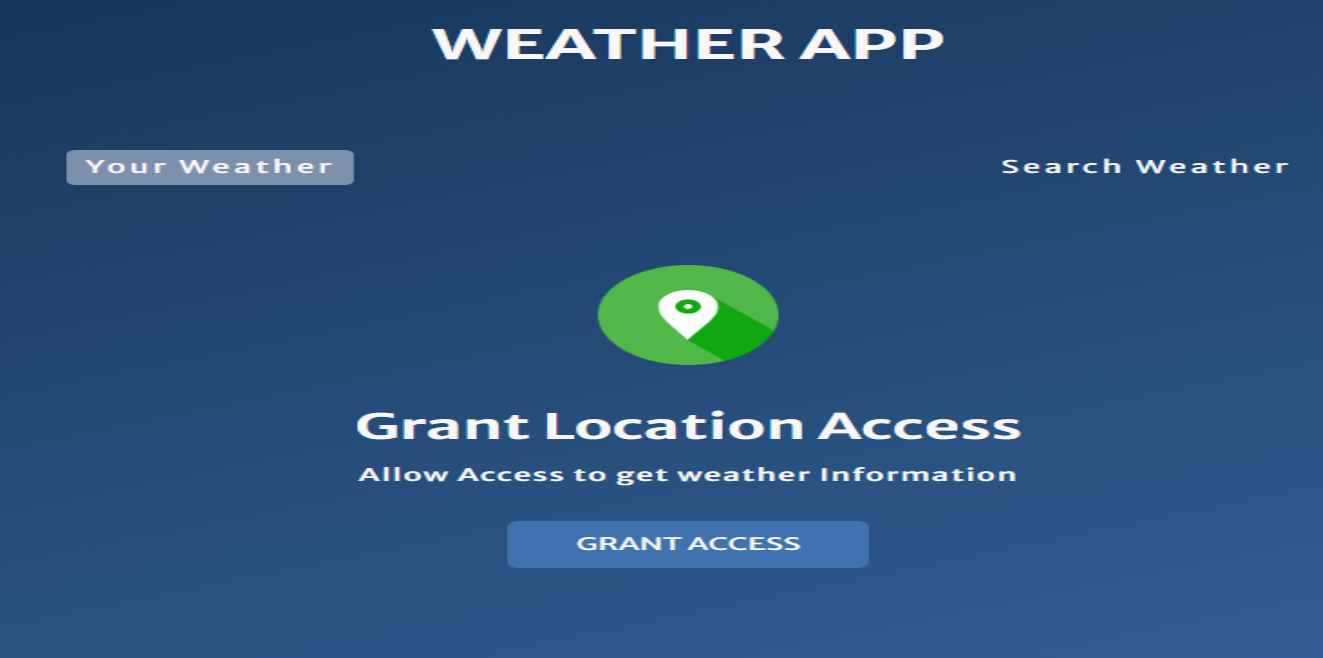 WEATHER APP
Your Weather
Search Weather
Grant Location Access
Allow Access to get weather Information
GRANT ACCESS